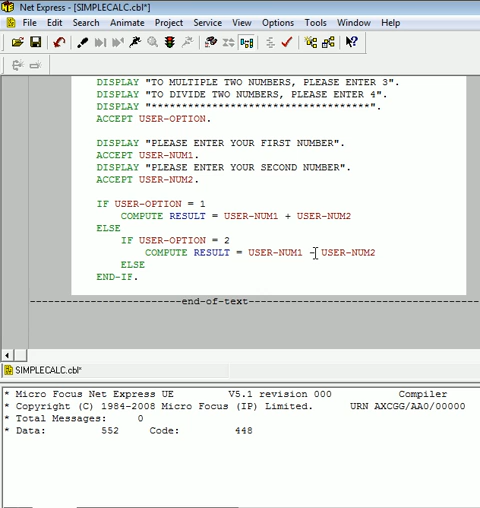 Net Express - [SIMPLECALC.cbl*]
File Edit Search Animate Project Service View Options Tools Window Help
DISPLAY "TO MULTIPLE TWO NUMBERS, PLEASE ENTER 3".
DISPLAY "TO DIVIDE TWO NUMBERS, PLEASE ENTER 4".
DISPLAY "************************************".
ACCEPT USER-OPTION.
DISPLAY "PLEASE ENTER YOUR FIRST NUMBER".
ACCEPT USER-NUM1.
DISPLAY "PLEASE ENTER YOUR SECOND NUMBER".
ACCEPT USER-NUM2.
IF USER-OPTION = 1
COMPUTE RESULT = USER-NUM1 + USER-NUM2
ELSE
IF USER-OPTION = 2
COMPUTE RESULT = USER-NUM1 - USER-NUM2
ELSE
END-IF.
-------------------------end-of-text--------------------------------------
SIMPLECALC.cbl*
* Micro Focus Net Express UE V5.1 revision 000 Compiler
* Copyright (C) 1984-2008 Micro Focus (IP) Limited. URN AXCGG/AA0/00000
* Total Messages: 0
* Data: 552 Code: 448